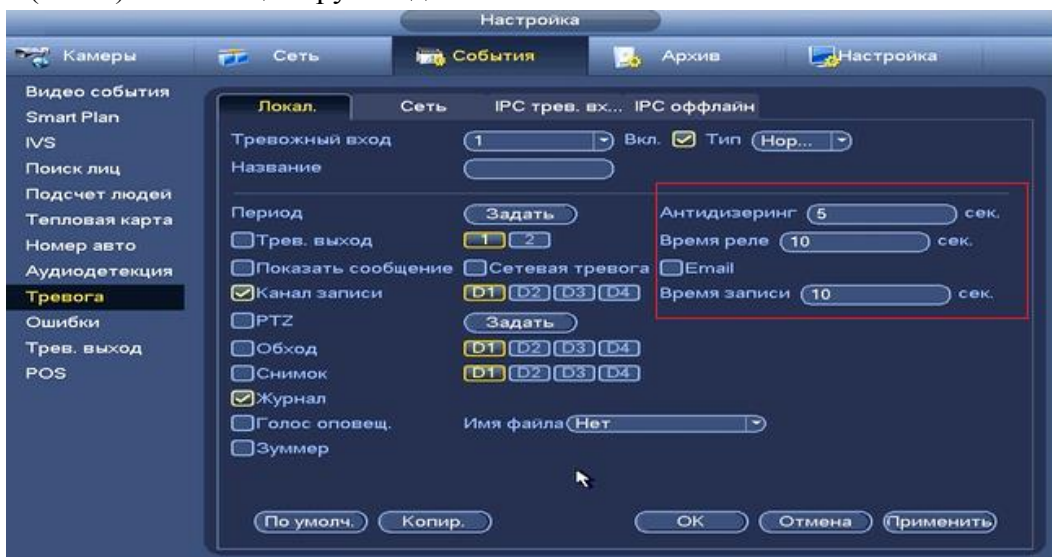 Настройка
Камеры Сеть События Архив Настройка
Видео события
Smart Plan
IVS
Поиск лиц
Подсчет людей
Тепловая карта
Номер авто
Аудиодетекция
Тревога
Ошибки
Трев. выход
POS
Локал. Сеть IPC трев. вх... IPC оффлайн
Тревожный вход 1 Вкл. Тип Нор...
Название
Период Задать Антидизеринг 5 сек.
Трев. выход 1 2 Время реле 10 сек.
Показать сообщение Сетевая тревога Email
Канал записи D1 D2 D3 D4 Время записи 10 сек.
PTZ Задать
Обход D1 D2 D3 D4
Снимок D1 D2 D3 D4
Журнал
Голос оповещ. Имя файла Нет
Зуммер
По умолч. Копир. OK Отмена Применить